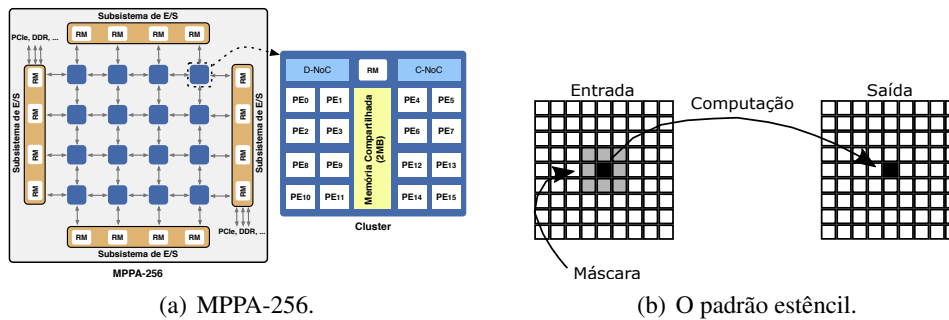 Subsistema de E/S
RM RM RM RM
PCIe, DDR, ...
Subsistema de E/S
RM
RM
RM
RM
Subsistema de E/S
RM
RM
RM
RM
PCIe, DDR, ...
RM RM RM RM
Subsistema de E/S
MPPA-256
D-NoC RM C-NoC
PE0 PE1 PE4 PE5
PE2 PE3 PE6 PE7
PE8 PE9 PE12 PE13
PE10 PE11 PE14 PE15
Memória Compartilhada
(2MB)
Cluster
(a) MPPA-256.
Entrada
Computação
Saída
Máscara
(b) O padrão estêncil.